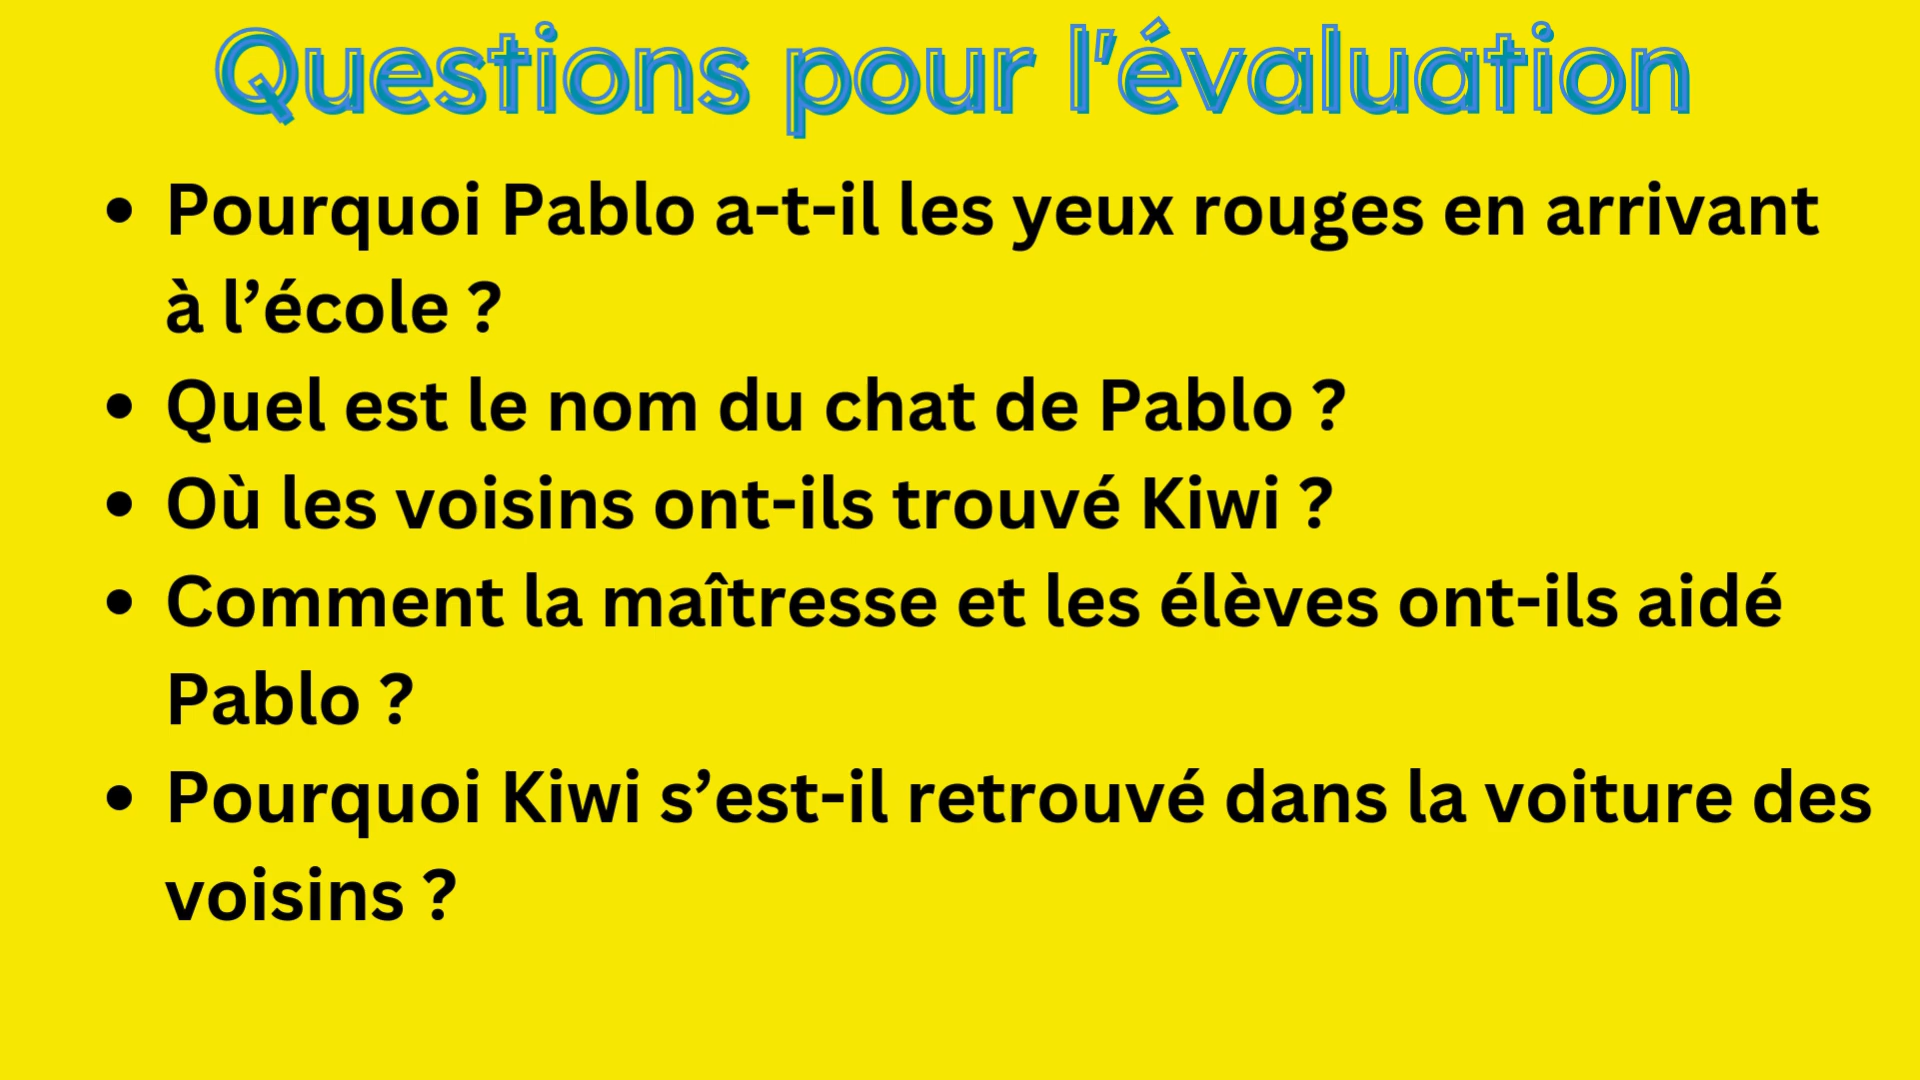 Questions pour l'évaluation
• Pourquoi Pablo a-t-il les yeux rouges en arrivant
à l’école ?
• Quel est le nom du chat de Pablo ?
• Où les voisins ont-ils trouvé Kiwi ?
• Comment la maîtresse et les élèves ont-ils aidé
Pablo ?
• Pourquoi Kiwi s’est-il retrouvé dans la voiture des
voisins ?